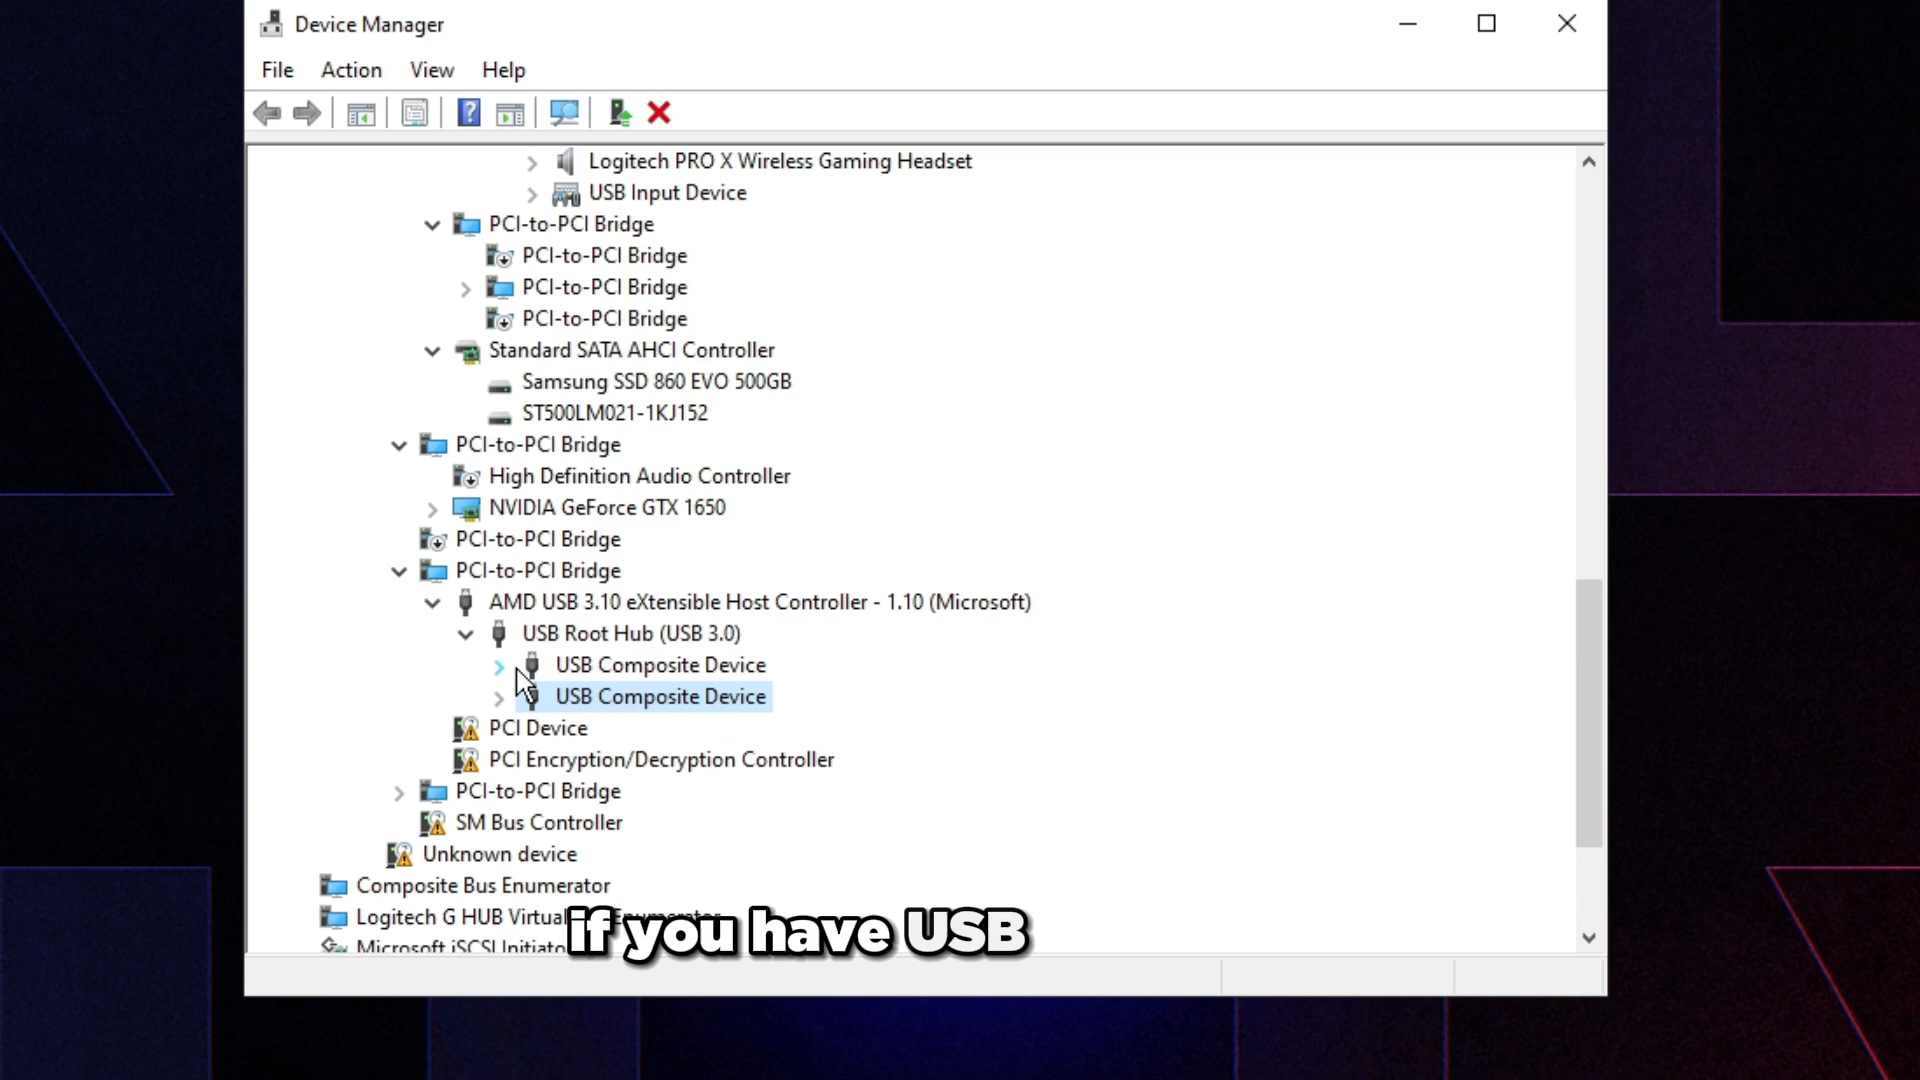 Device Manager
File Action View Help
Logitech PRO X Wireless Gaming Headset
USB Input Device
PCI-to-PCI Bridge
PCI-to-PCI Bridge
PCI-to-PCI Bridge
PCI-to-PCI Bridge
Standard SATA AHCI Controller
Samsung SSD 860 EVO 500GB
ST500LM021-1KJ152
PCI-to-PCI Bridge
High Definition Audio Controller
NVIDIA GeForce GTX 1650
PCI-to-PCI Bridge
PCI-to-PCI Bridge
AMD USB 3.10 eXtensible Host Controller - 1.10 (Microsoft)
USB Root Hub (USB 3.0)
USB Composite Device
USB Composite Device
PCI Device
PCI Encryption/Decryption Controller
PCI-to-PCI Bridge
SM Bus Controller
Unknown device
Composite Bus Enumerator
Logitech G HUB Virtual Enumerator
Microsoft iSCSI Initiator
if you have USB